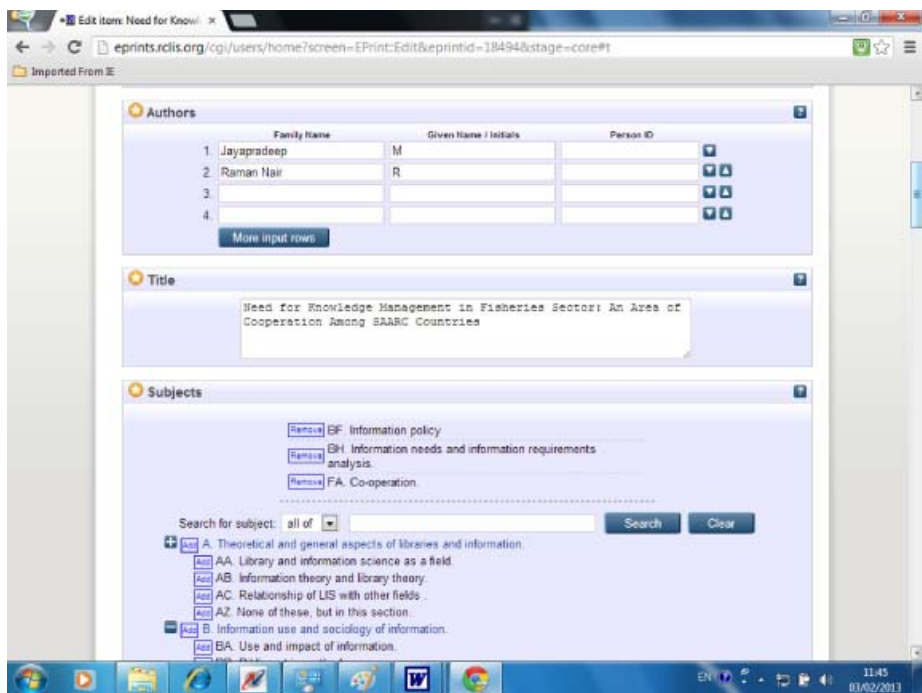 Edit item: Need for Knowl
eprints.rclis.org/cgi/users/home?screen=EPrint:Edit&eprintid=18494&stage=core#t
Imported From IE
Authors
Family Name Given Name / Initials Person ID
1. Jayapradeep M
2. Raman Nair R
3.
4.
More input rows
Title
Need for Knowledge Management in Fisheries Sector: An Area of
Cooperation Among SAARC Countries
Subjects
Remove BF. Information policy
Remove BH. Information needs and information requirements
analysis.
Remove FA. Co-operation.
Search for subject: all of Search Clear
Add A. Theoretical and general aspects of libraries and information.
Add AA. Library and information science as a field.
Add AB. Information theory and library theory.
Add AC. Relationship of LIS with other fields .
Add AZ. None of these, but in this section.
Add B. Information use and sociology of information.
Add BA. Use and impact of information.
EN 11:45
03/02/2013